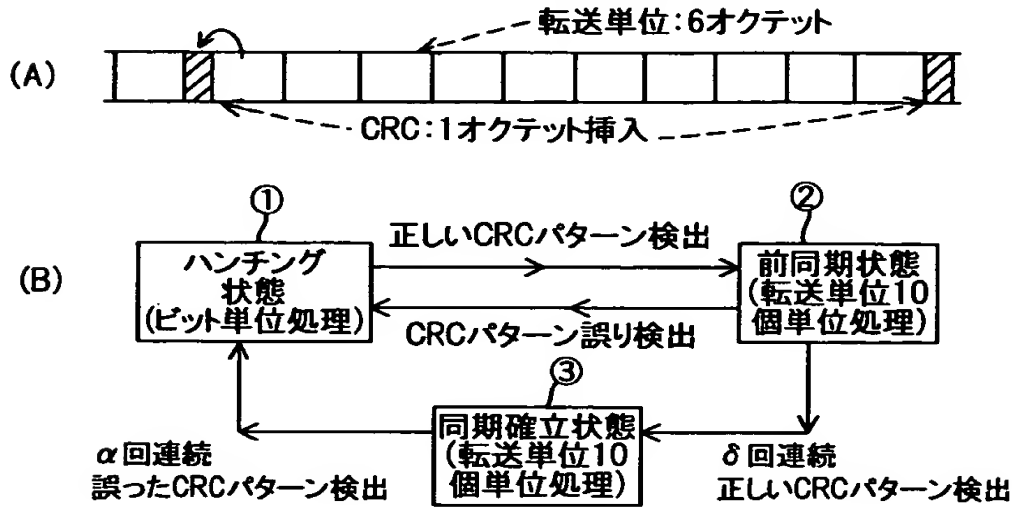 転送単位:6オクテット
(A)
CRC:1オクテット挿入
①
②
(B)
ハンチング
状態
(ビット単位処理)
正しいCRCパターン検出
CRCパターン誤り検出
前同期状態
(転送単位10
個単位処理)
③
同期確立状態
(転送単位10
個単位処理)
α回連続
誤ったCRCパターン検出
δ回連続
正しいCRCパターン検出